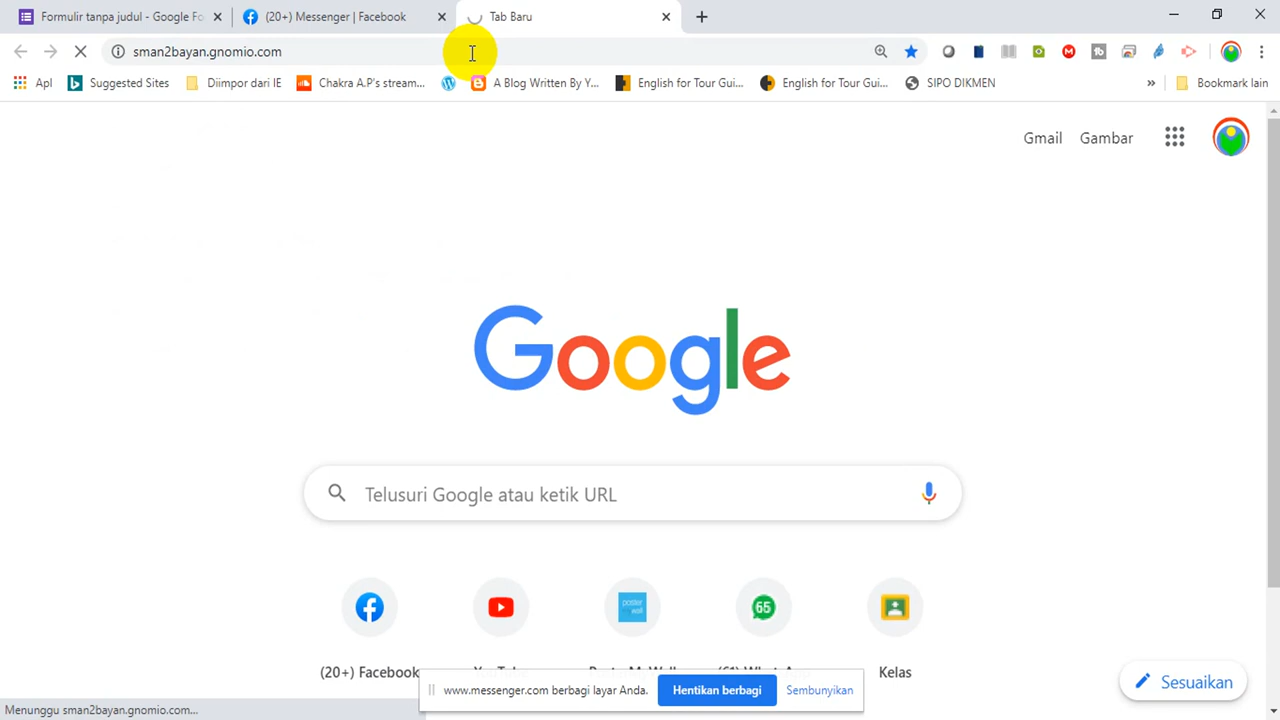 Formulir tanpa judul - Google Fo
(20+) Messenger | Facebook
Tab Baru
sman2bayan.gnomio.com
Apl
Suggested Sites
Diimpor dari IE
Chakra A.P's stream...
A Blog Written By Y...
English for Tour Gui...
English for Tour Gui...
SIPO DIKMEN
»
Bookmark lain
Gmail
Gambar
Google
Telusuri Google atau ketik URL
65
(20+) Facebook
YouTube
Kelas
www.messenger.com berbagi layar Anda.
Hentikan berbagi
Sembunyikan
Sesuaikan
Menunggu sman2bayan.gnomio.com...